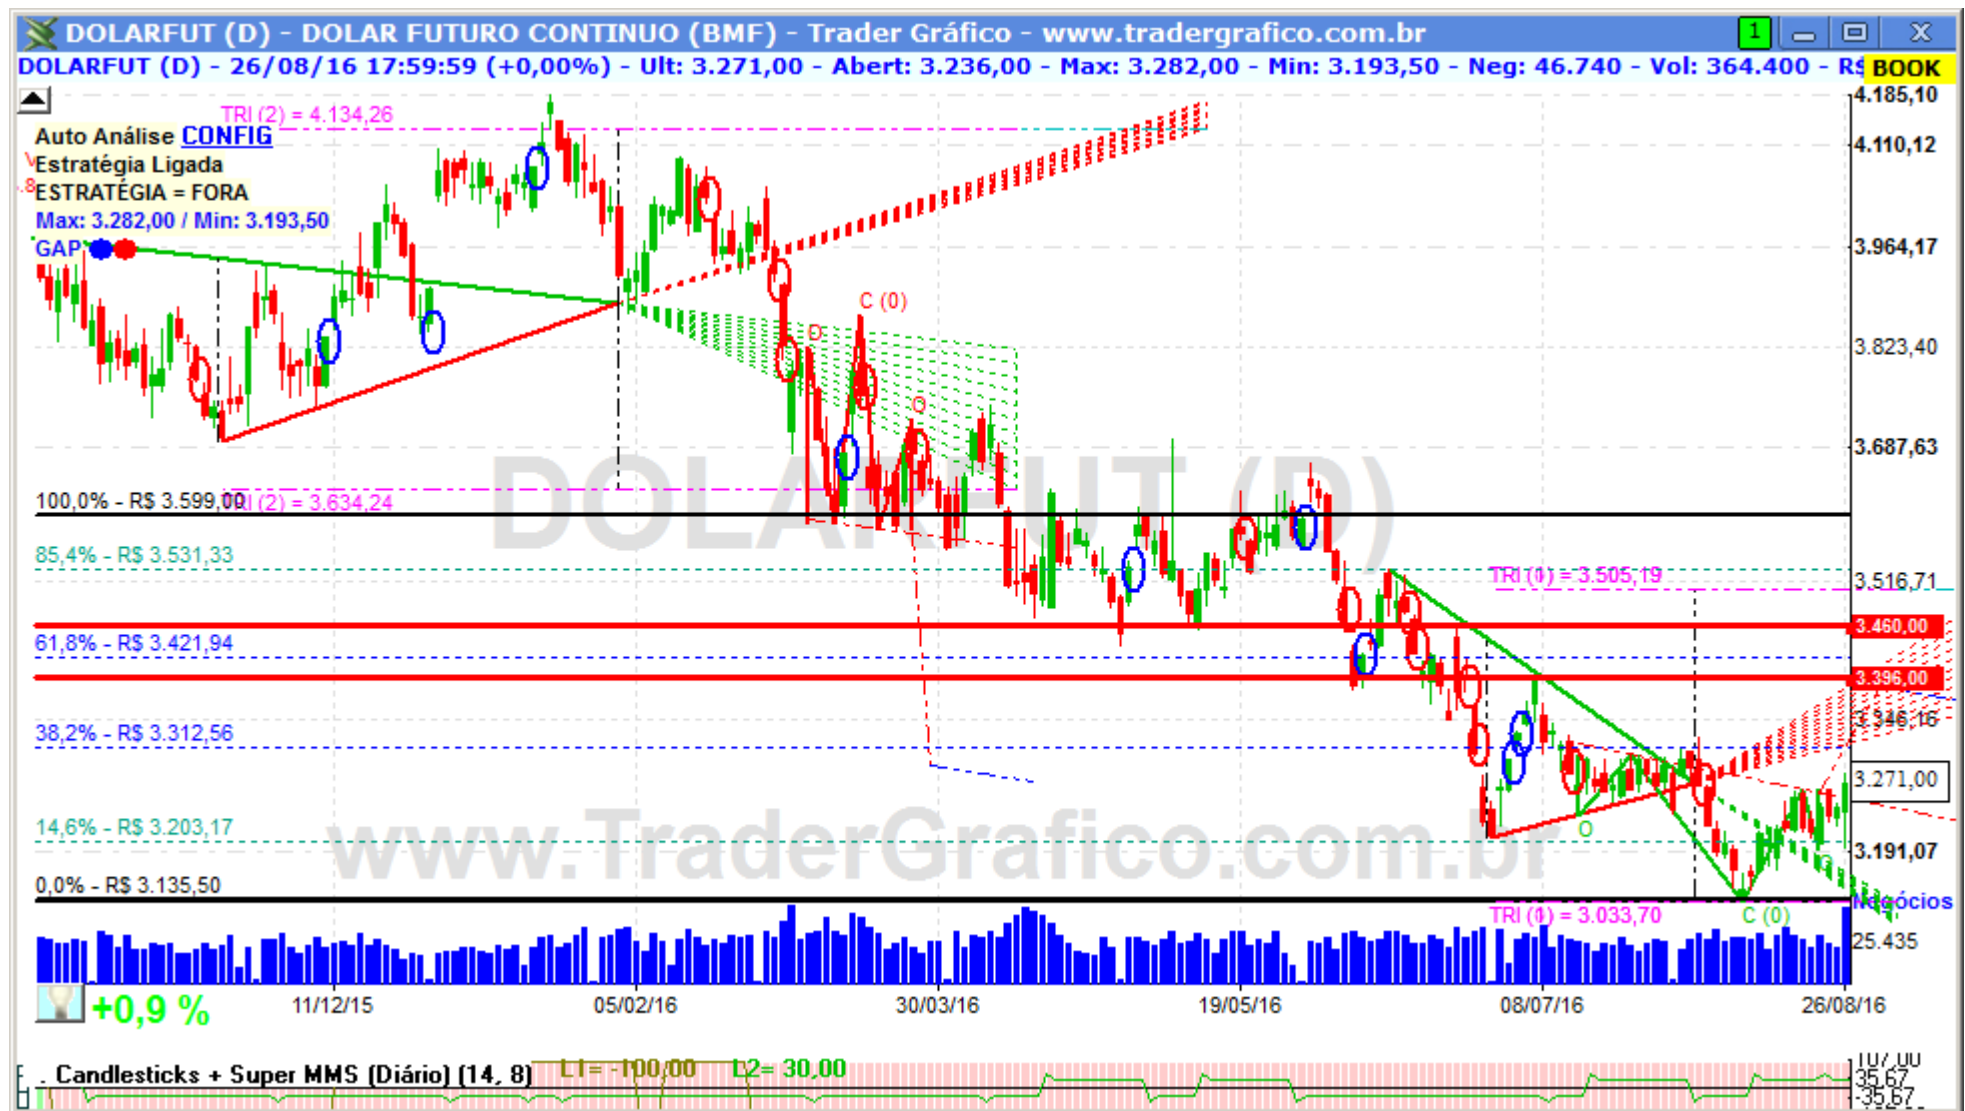 DOLARFUT (D) - DOLAR FUTURO CONTINUO (BMF) - Trader Gráfico - www.tradergrafico.com.br
1
DOLARFUT (D) - 26/08/16 17:59:59 (+0,00%) - Ult: 3.271,00 - Abert: 3.236,00 - Max: 3.282,00 - Min: 3.193,50 - Neg: 46.740 - Vol: 364.400 - R$
BOOK
4.185,10
TRI (2) = 4.134,26
Auto Análise CONFIG
4.110,12
Estratégia Ligada
ESTRATÉGIA = FORA
Max: 3.282,00 / Min: 3.193,50
GAP
3.964,17
C (0)
D
3.823,40
O
3.687,63
DOLARFUT (D)
100,0% - R$ 3.599,00
TRI (2) = 3.634,24
85,4% - R$ 3.531,33
TRI (1) = 3.505,19
3.516,71
3.460,00
61,8% - R$ 3.421,94
3.396,00
38,2% - R$ 3.312,56
3.346,16
3.271,00
14,6% - R$ 3.203,17
O
www.TraderGrafico.com.br
3.191,07
0,0% - R$ 3.135,50
Negócios
TRI (1) = 3.033,70
C (0)
25.435
+0,9 %
11/12/15
05/02/16
30/03/16
19/05/16
08/07/16
26/08/16
Candlesticks + Super MMS (Diário) (14, 8)
L1= -100,00
L2= 30,00
107,00
35,67
-35,67